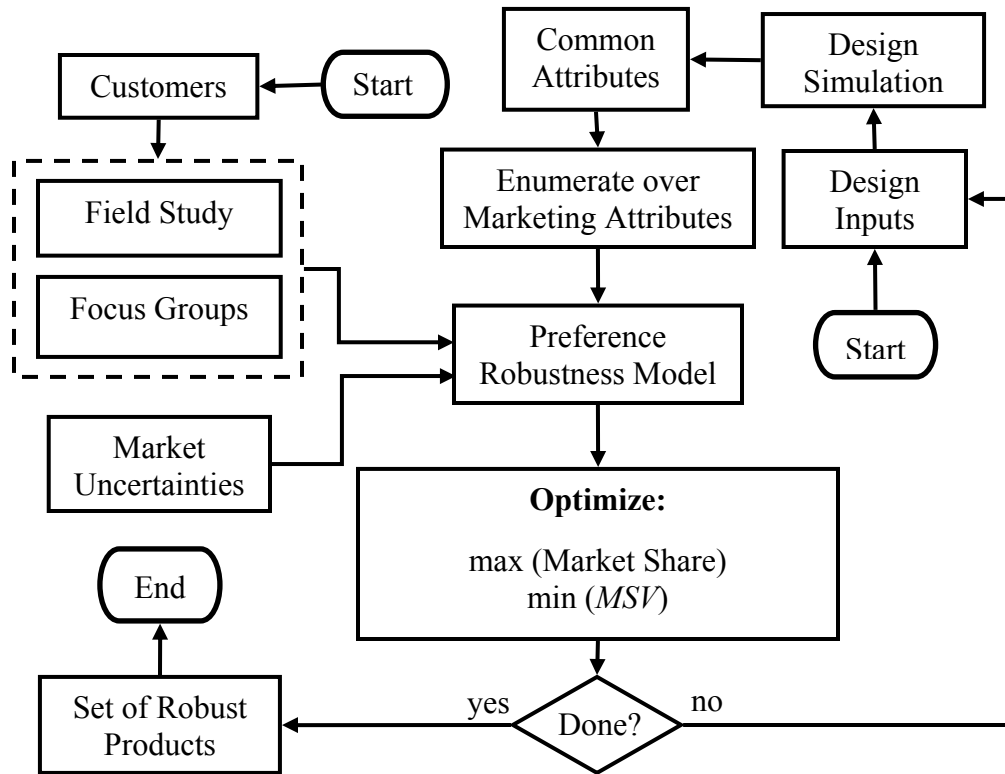 Customers
Start
Common
Attributes
Design
Simulation
Field Study
Focus Groups
Enumerate over
Marketing Attributes
Design
Inputs
Preference
Robustness Model
Start
Market
Uncertainties
Optimize:
max (Market Share)
min (MSV)
End
Set of Robust
Products
yes
Done?
no